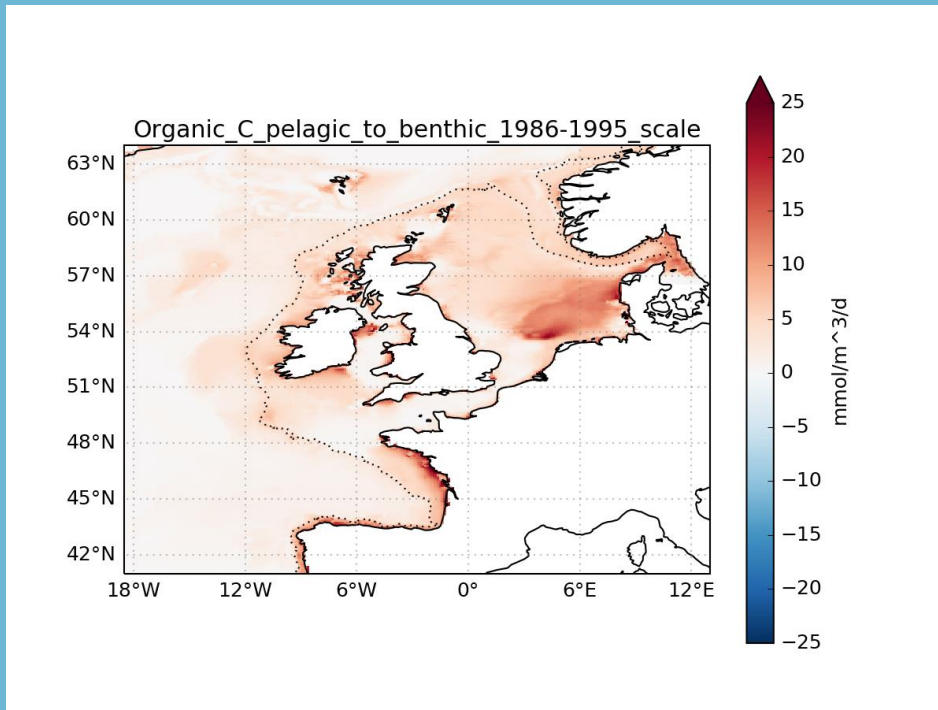 Organic_C_pelagic_to_benthic_1986-1995_scale
63°N
60°N
57°N
54°N
51°N
48°N
45°N
42°N
18°W 12°W 6°W 0° 6°E 12°E
25
20
15
10
5
0
−5
−10
−15
−20
−25
mmol/m^3/d